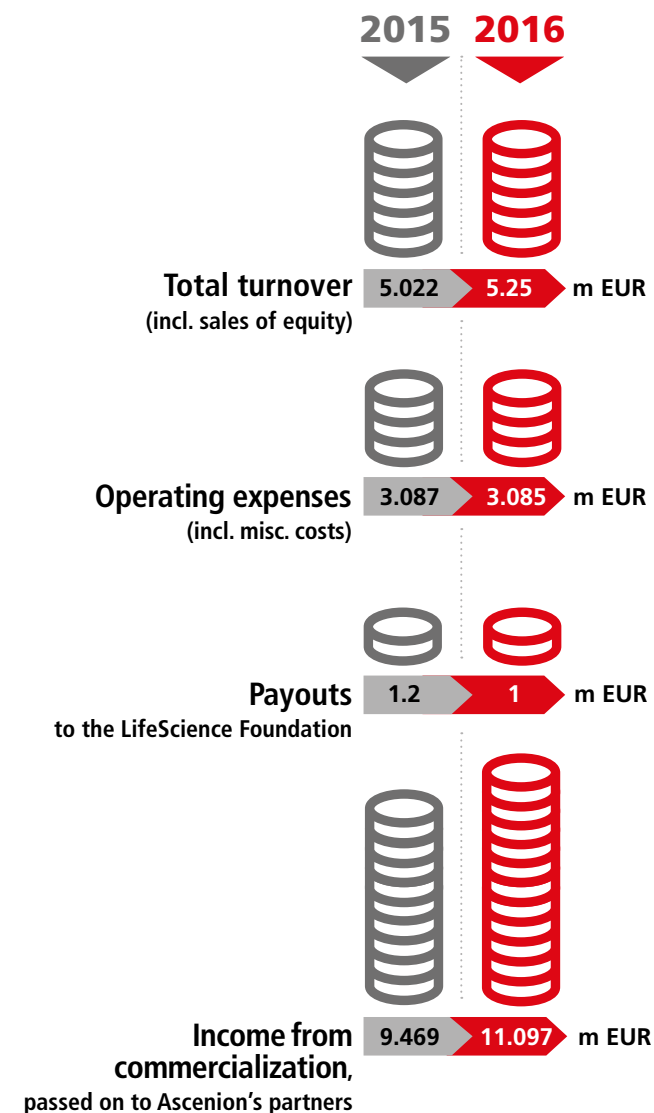 2015 2016
Total turnover 5.022 5.25 m EUR
(incl. sales of equity)
Operating expenses 3.087 3.085 m EUR
(incl. misc. costs)
Payouts 1.2 1 m EUR
to the LifeScience Foundation
Income from 9.469 11.097 m EUR
commercialization,
passed on to Ascenion’s partners